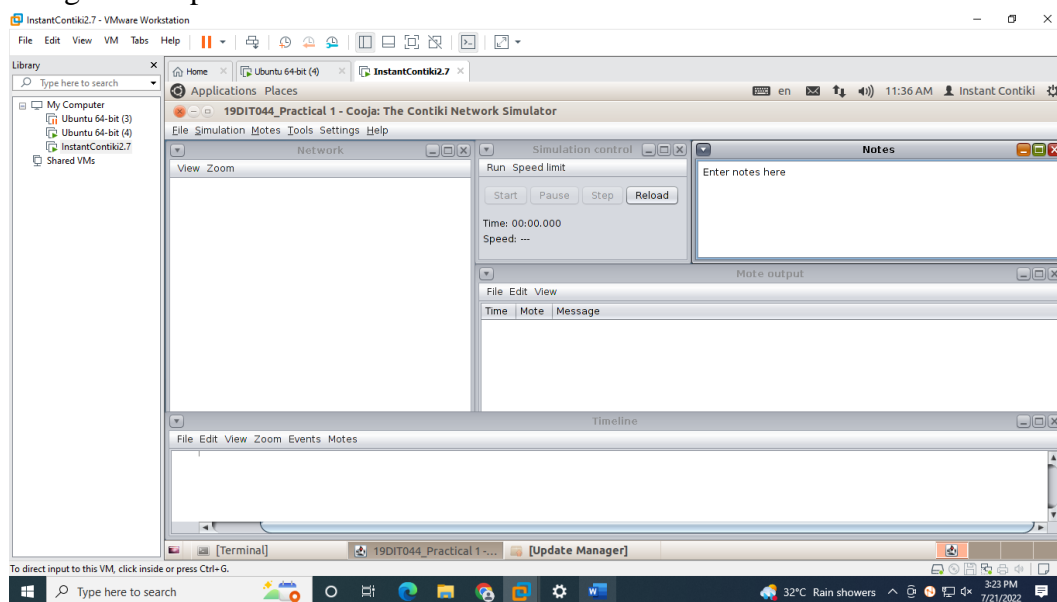 InstantContiki2.7 - VMware Workstation
File Edit View VM Tabs Help
Library
Type here to search
My Computer
Ubuntu 64-bit (3)
Ubuntu 64-bit (4)
InstantContiki2.7
Shared VMs
Home Ubuntu 64-bit (4) InstantContiki2.7
Applications Places en 11:36 AM Instant Contiki
19DIT044_Practical 1 - Cooja: The Contiki Network Simulator
File Simulation Motes Tools Settings Help
Network
View Zoom
Simulation control
Run Speed limit
Start Pause Step Reload
Time: 00:00.000
Speed: ---
Notes
Enter notes here
Mote output
File Edit View
Time Mote Message
Timeline
File Edit View Zoom Events Motes
[Terminal] 19DIT044_Practical 1 -... [Update Manager]
To direct input to this VM, click inside or press Ctrl+G.
Type here to search 32°C Rain showers 3:23 PM
7/21/2022